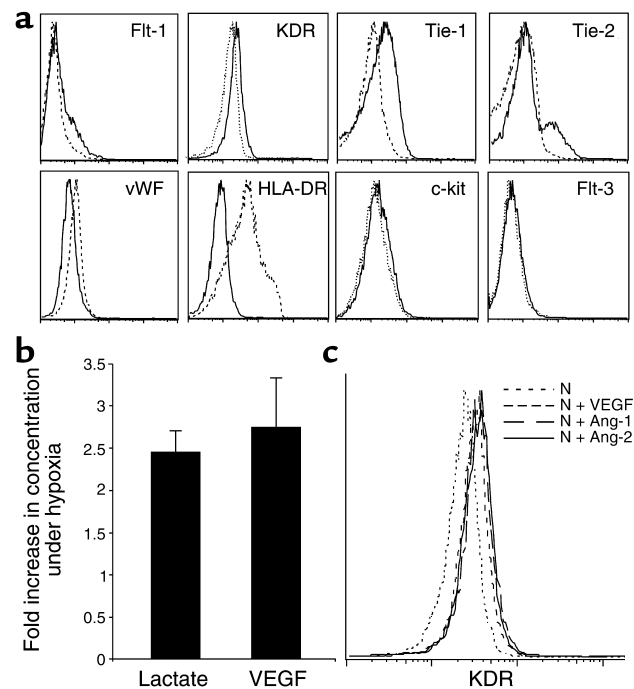 a
Flt-1
KDR
Tie-1
Tie-2
vWF
HLA-DR
c-kit
Flt-3
b
Fold increase in concentration
under hypoxia
3.5
3
2.5
2
1.5
1
0.5
0
Lactate
VEGF
c
N
N + VEGF
N + Ang-1
N + Ang-2
KDR